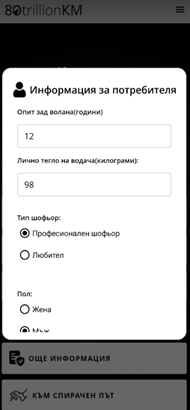 80trillionKM
Информация за потребителя
Опит зад волана(години)
12
Лично тегло на водача(килограми):
98
Тип шофьор:
Професионален шофьор
Любител
Пол:
Жена
Мъж
ОЩЕ ИНФОРМАЦИЯ
КЪМ СПИРАЧЕН ПЪТ